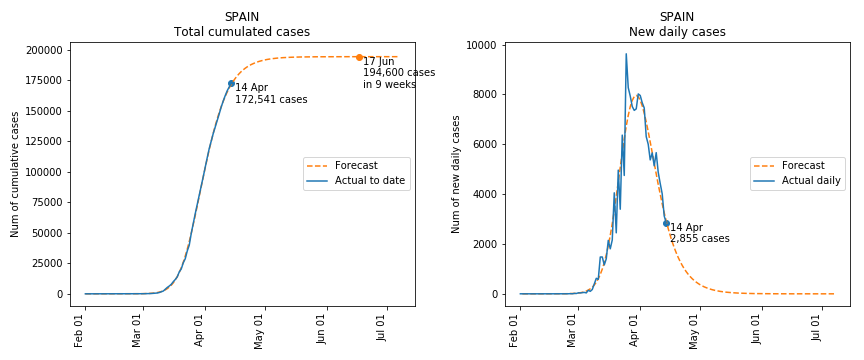 SPAIN
Total cumulated cases
Num of cumulative cases
200000
175000
150000
125000
100000
75000
50000
25000
0
17 Jun
194,600 cases
in 9 weeks
14 Apr
172,541 cases
Forecast
Actual to date
Feb 01
Mar 01
Apr 01
May 01
Jun 01
Jul 01
SPAIN
New daily cases
Num of new daily cases
10000
8000
6000
4000
2000
0
Forecast
Actual daily
14 Apr
2,855 cases
Feb 01
Mar 01
Apr 01
May 01
Jun 01
Jul 01